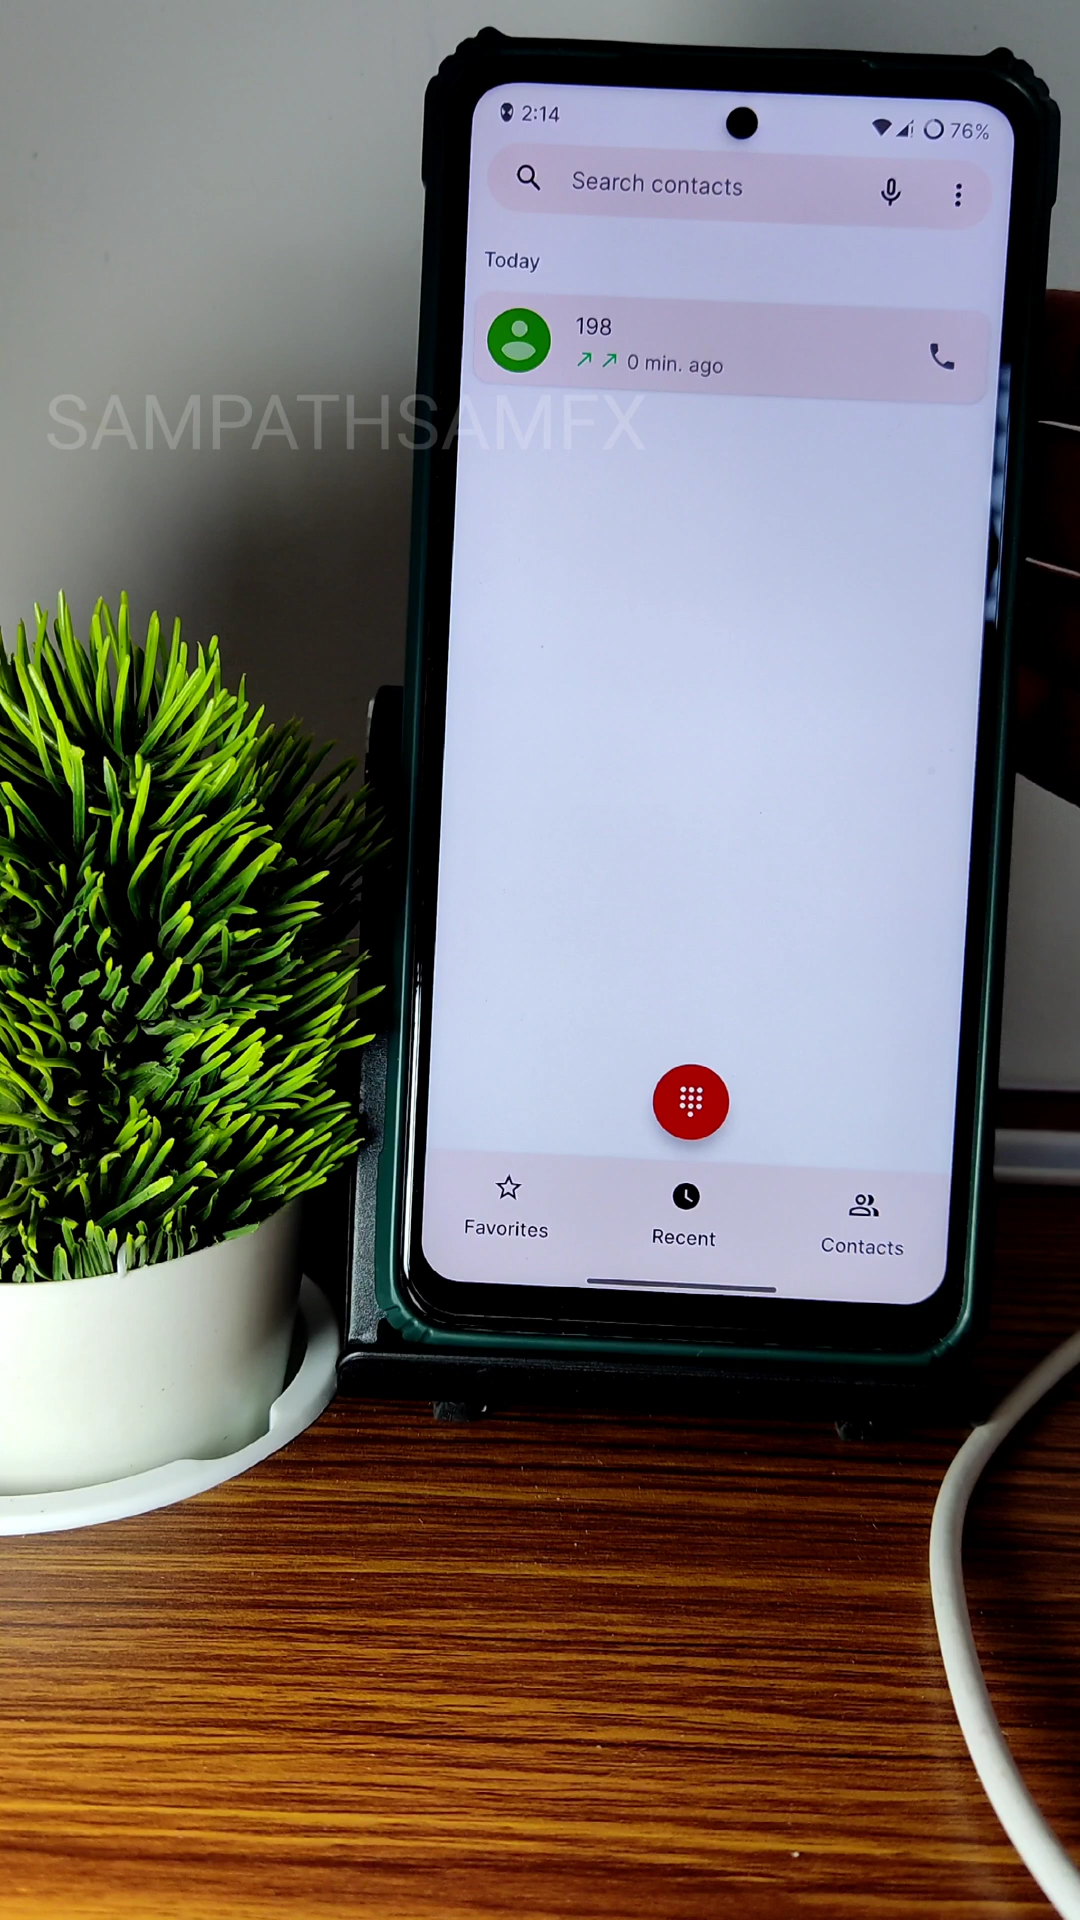 2:14
76%
Search contacts
Today
198
0 min. ago
SAMPATHSAMFX
Favorites
Recent
Contacts